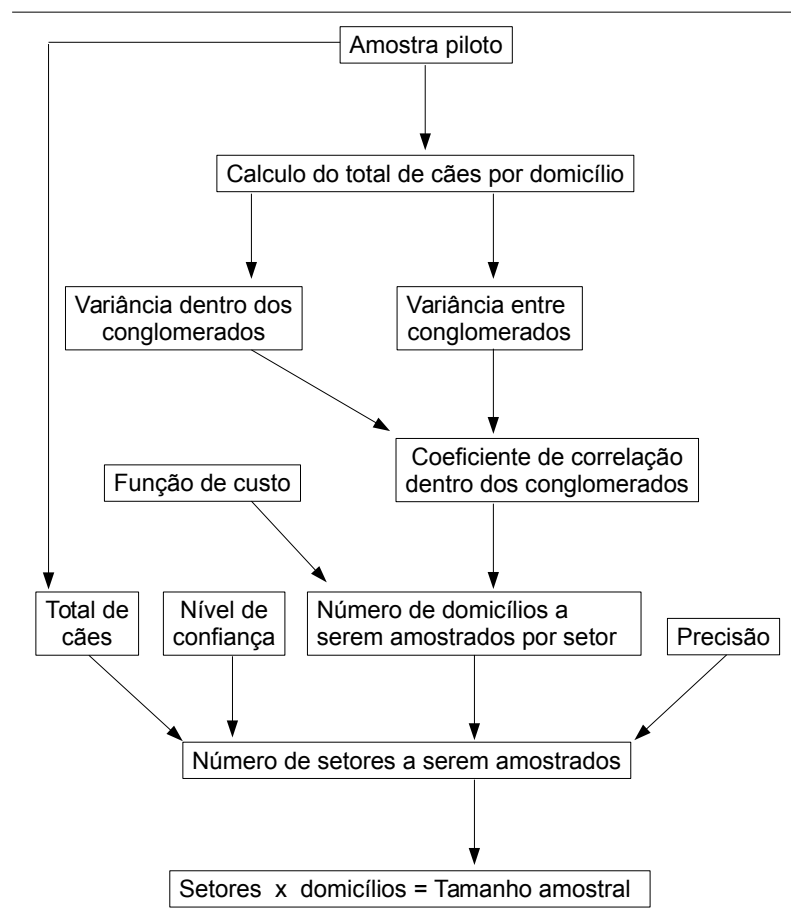 Amostra piloto
Calculo do total de cães por domicílio
Variância dentro dos
conglomerados
Variância entre
conglomerados
Coeficiente de correlação
dentro dos conglomerados
Função de custo
Total de
cães
Nível de
confiança
Número de domicílios a
serem amostrados por setor
Precisão
Número de setores a serem amostrados
Setores x domicílios = Tamanho amostral